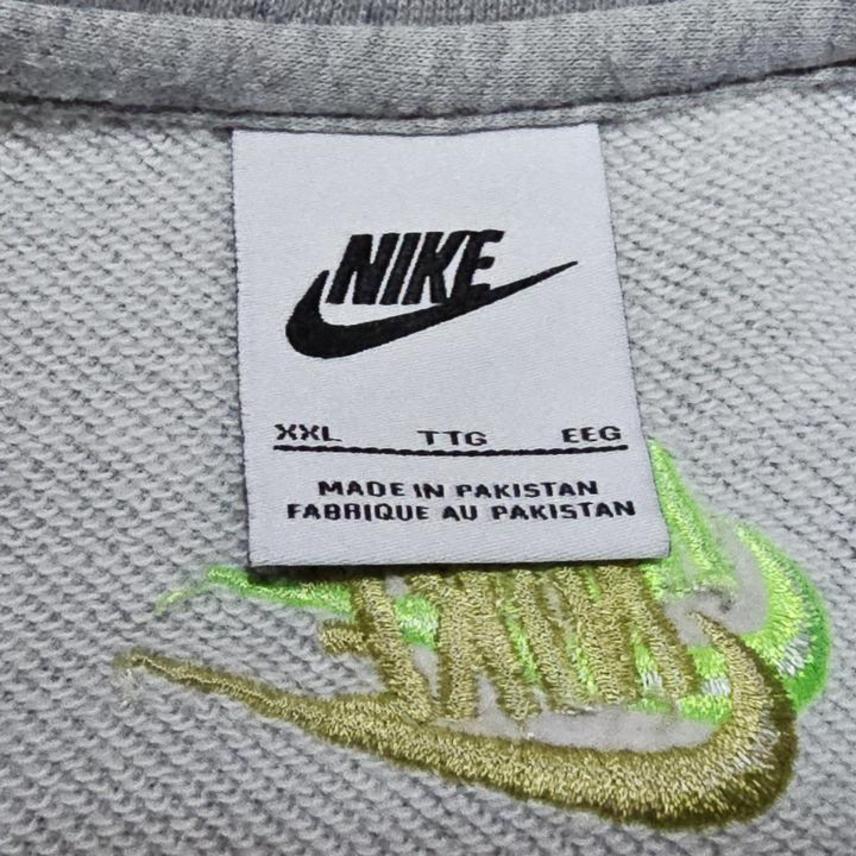 NIKE
XXL TTG EEG
MADE IN PAKISTAN
FABRIQUE AU PAKISTAN
NIKE